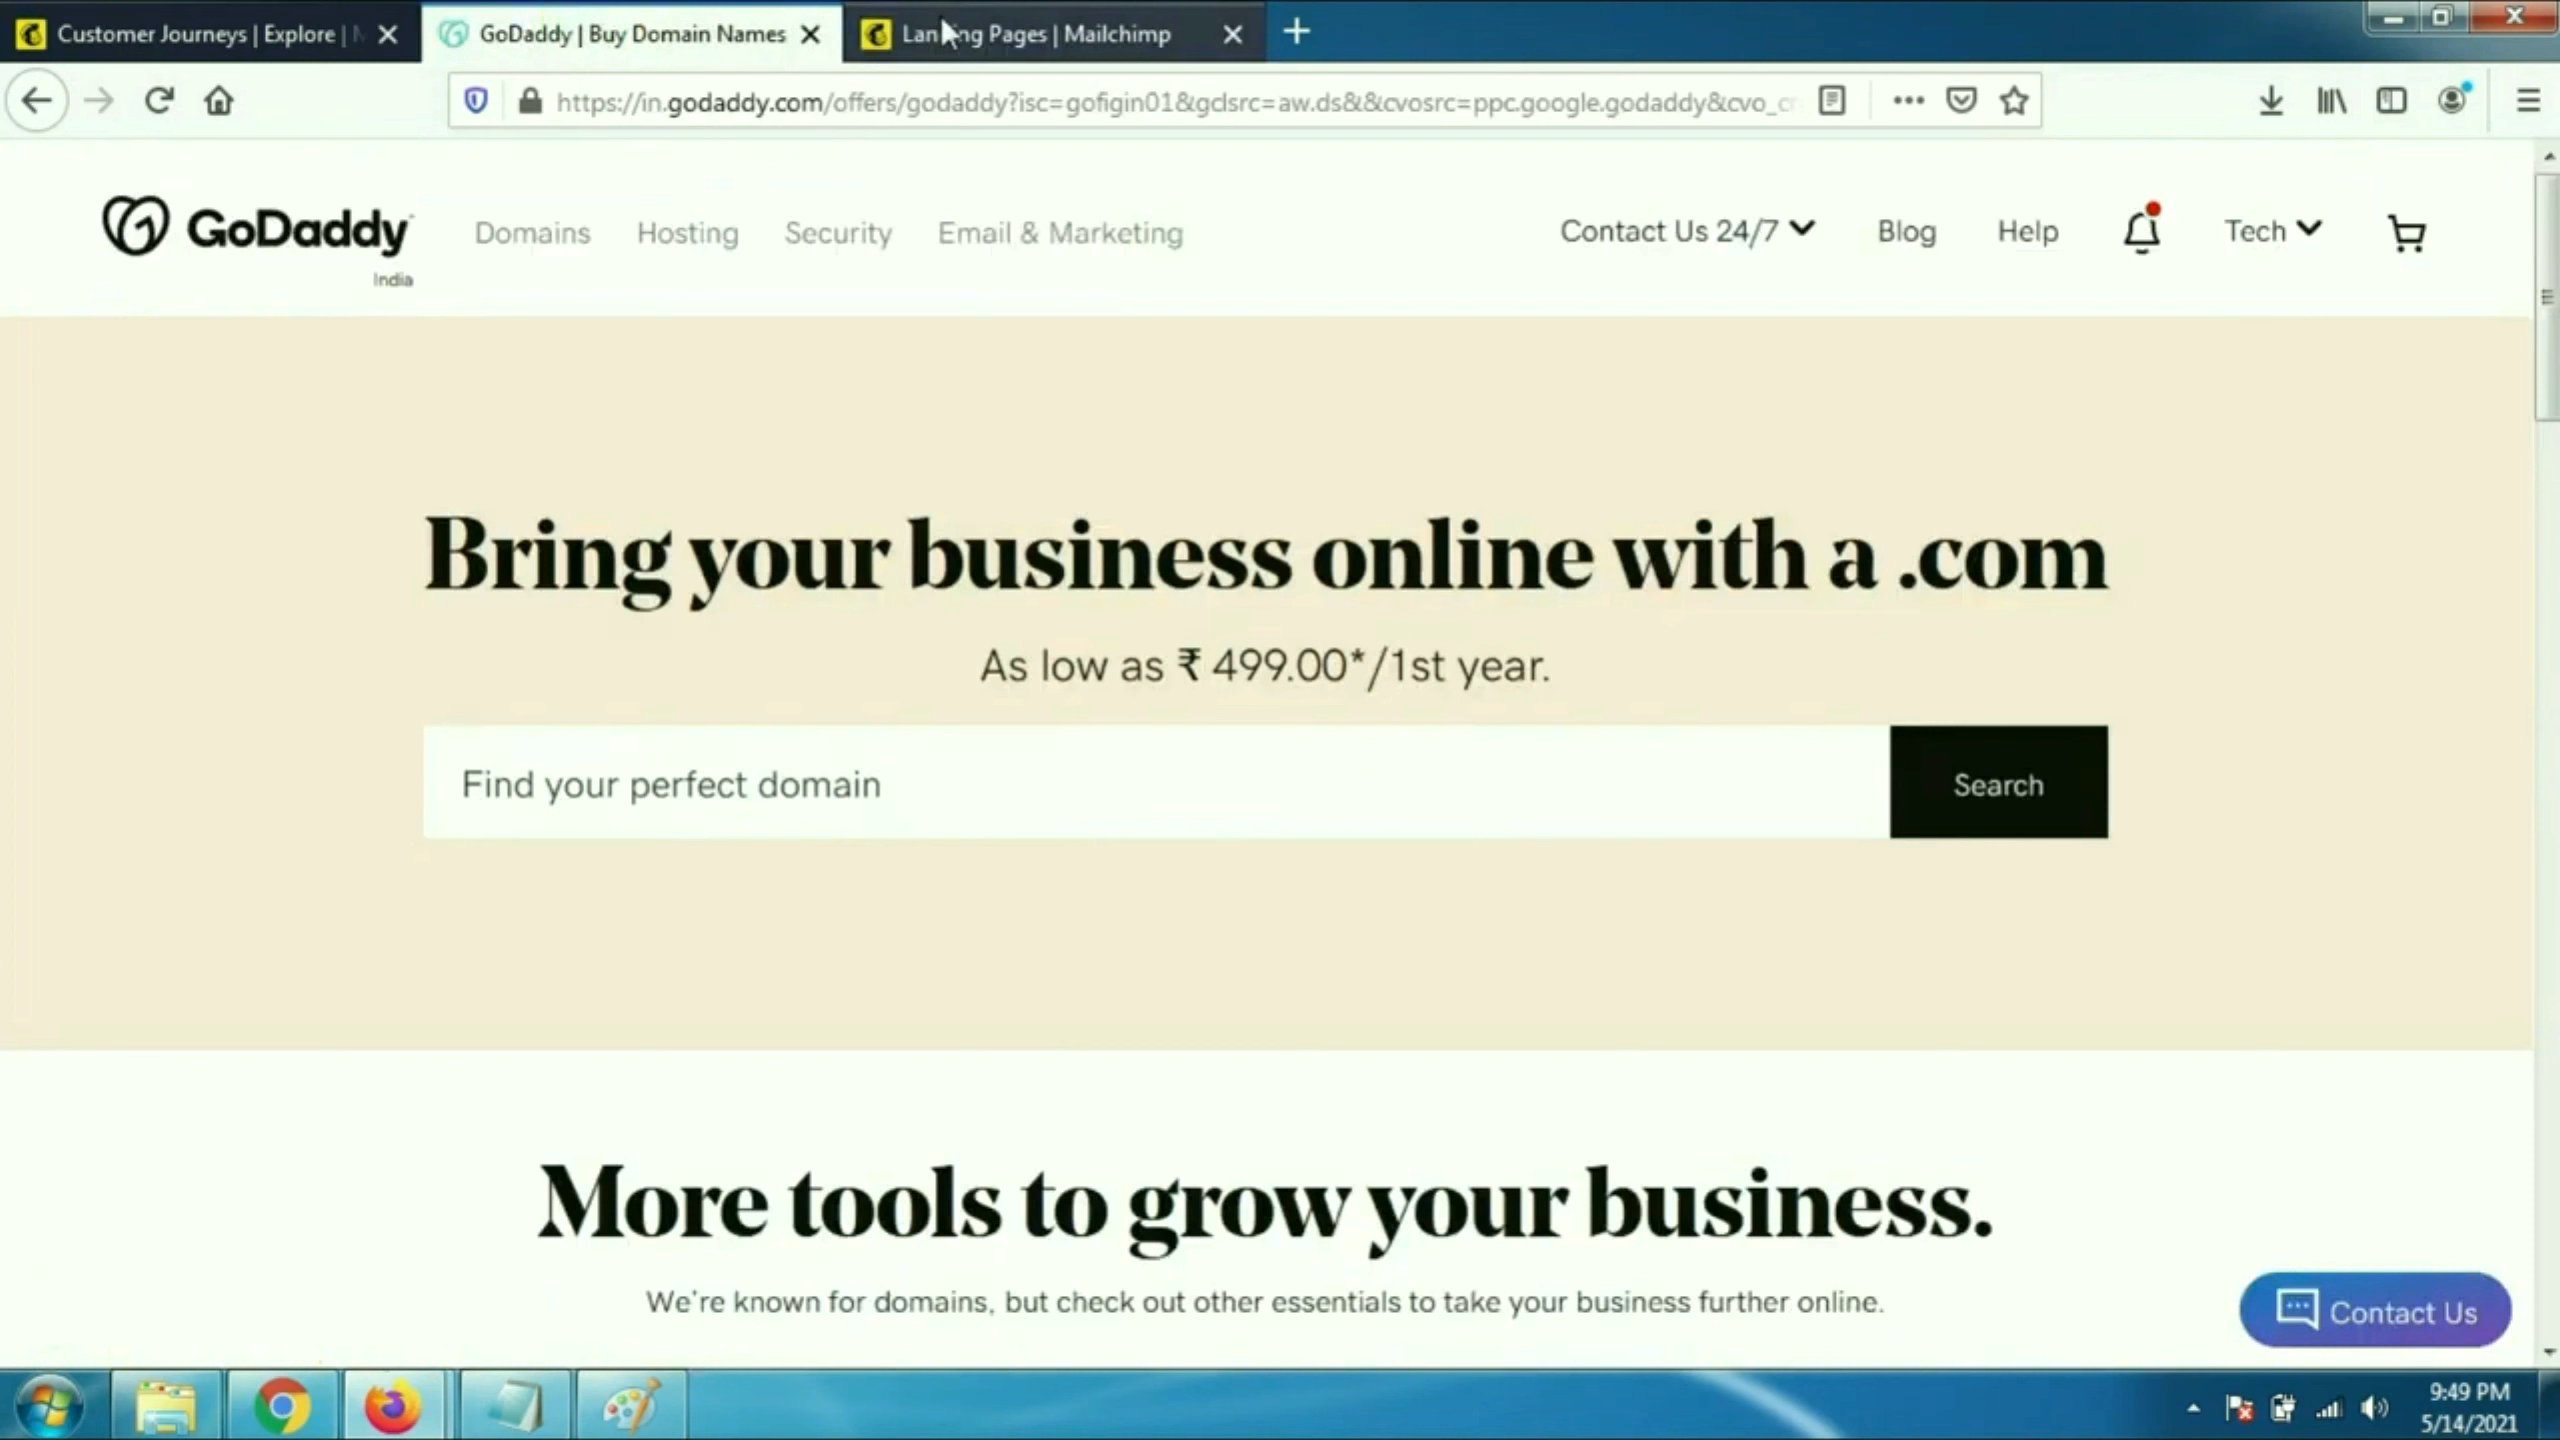 Customer Journeys | Explore |
GoDaddy | Buy Domain Names
Landing Pages | Mailchimp
https://in.godaddy.com/offers/godaddy?isc=gofigin01&gdsrc=aw.ds&&cvosrc=ppc.google.godaddy&cvo_cr
GoDaddy
India
Domains
Hosting
Security
Email & Marketing
Contact Us 24/7
Blog
Help
Tech
Bring your business online with a .com
As low as ₹ 499.00*/1st year.
Find your perfect domain
Search
More tools to grow your business.
We're known for domains, but check out other essentials to take your business further online.
Contact Us
9:49 PM
5/14/2021